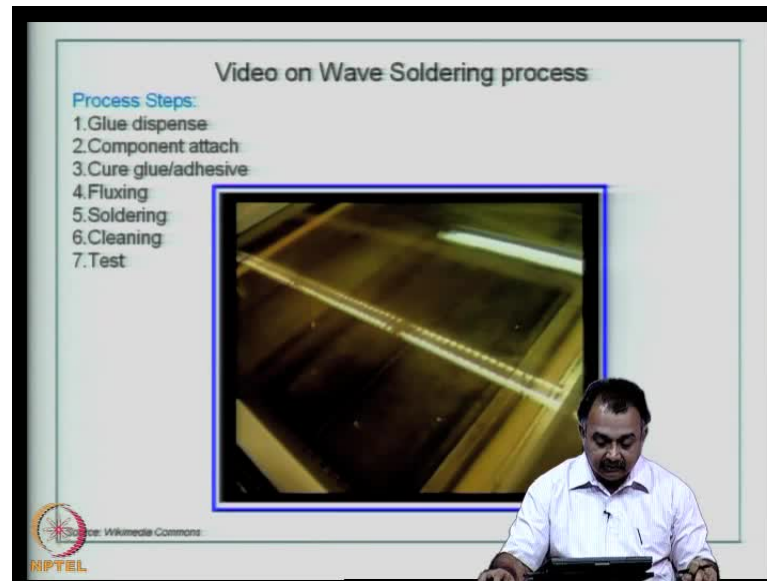 Video on Wave Soldering process
Process Steps:
1.Glue dispense
2.Component attach
3.Cure glue/adhesive
4.Fluxing
5.Soldering
6.Cleaning
7.Test
Source: Wikimedia Commons
NPTEL